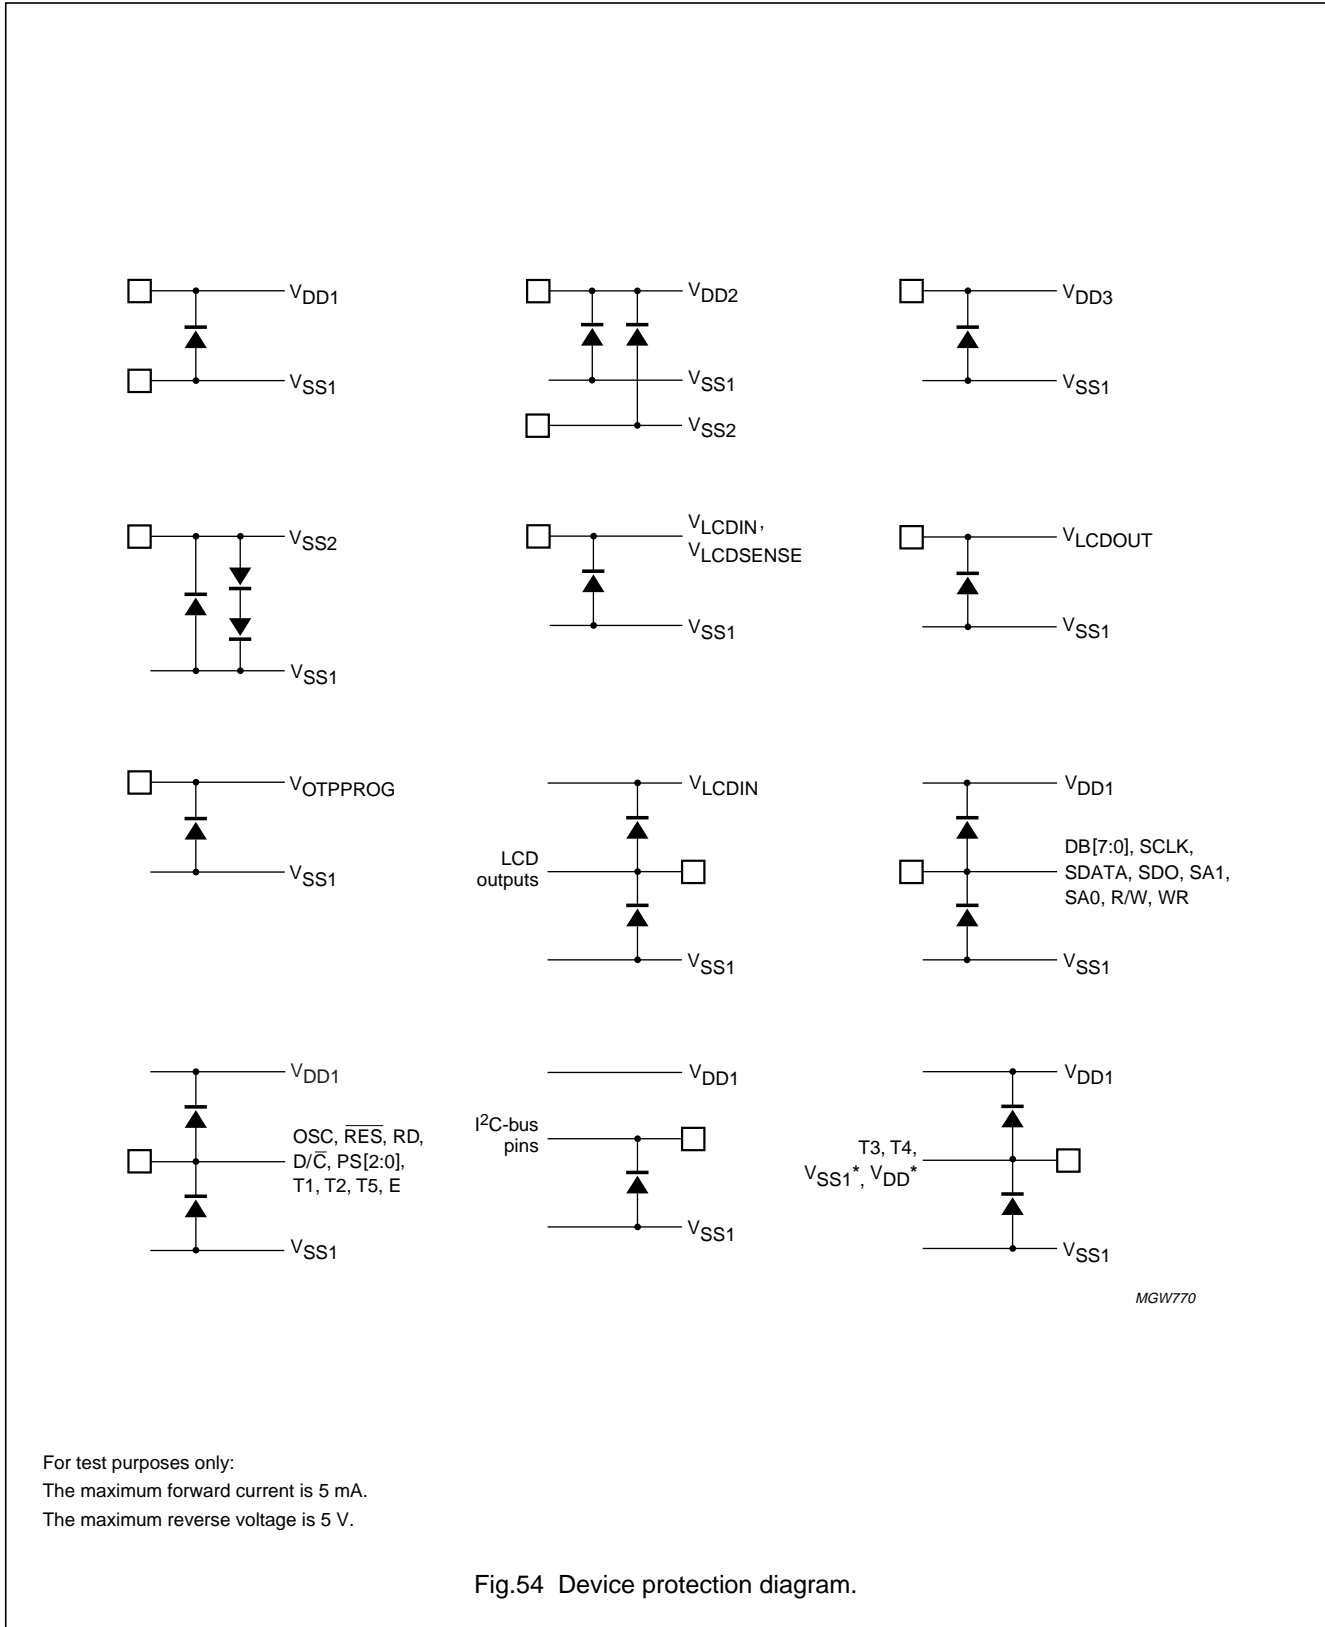 VDD1
VSS1
VDD2
VSS1
VSS2
VDD3
VSS1
VSS2
VSS1
VLCDIN,
VLCDSENSE
VSS1
VLCDOUT
VSS1
VOTPPROG
VSS1
VLCDIN
LCD
outputs
VSS1
VDD1
DB[7:0], SCLK,
SDATA, SDO, SA1,
SA0, R/W, WR
VSS1
VDD1
OSC, R̅E̅S̅, RD,
D/C̅, PS[2:0],
T1, T2, T5, E
VSS1
VDD1
I²C-bus
pins
VSS1
VDD1
T3, T4,
VSS1*, VDD*
VSS1
MGW770
For test purposes only:
The maximum forward current is 5 mA.
The maximum reverse voltage is 5 V.
Fig.54 Device protection diagram.